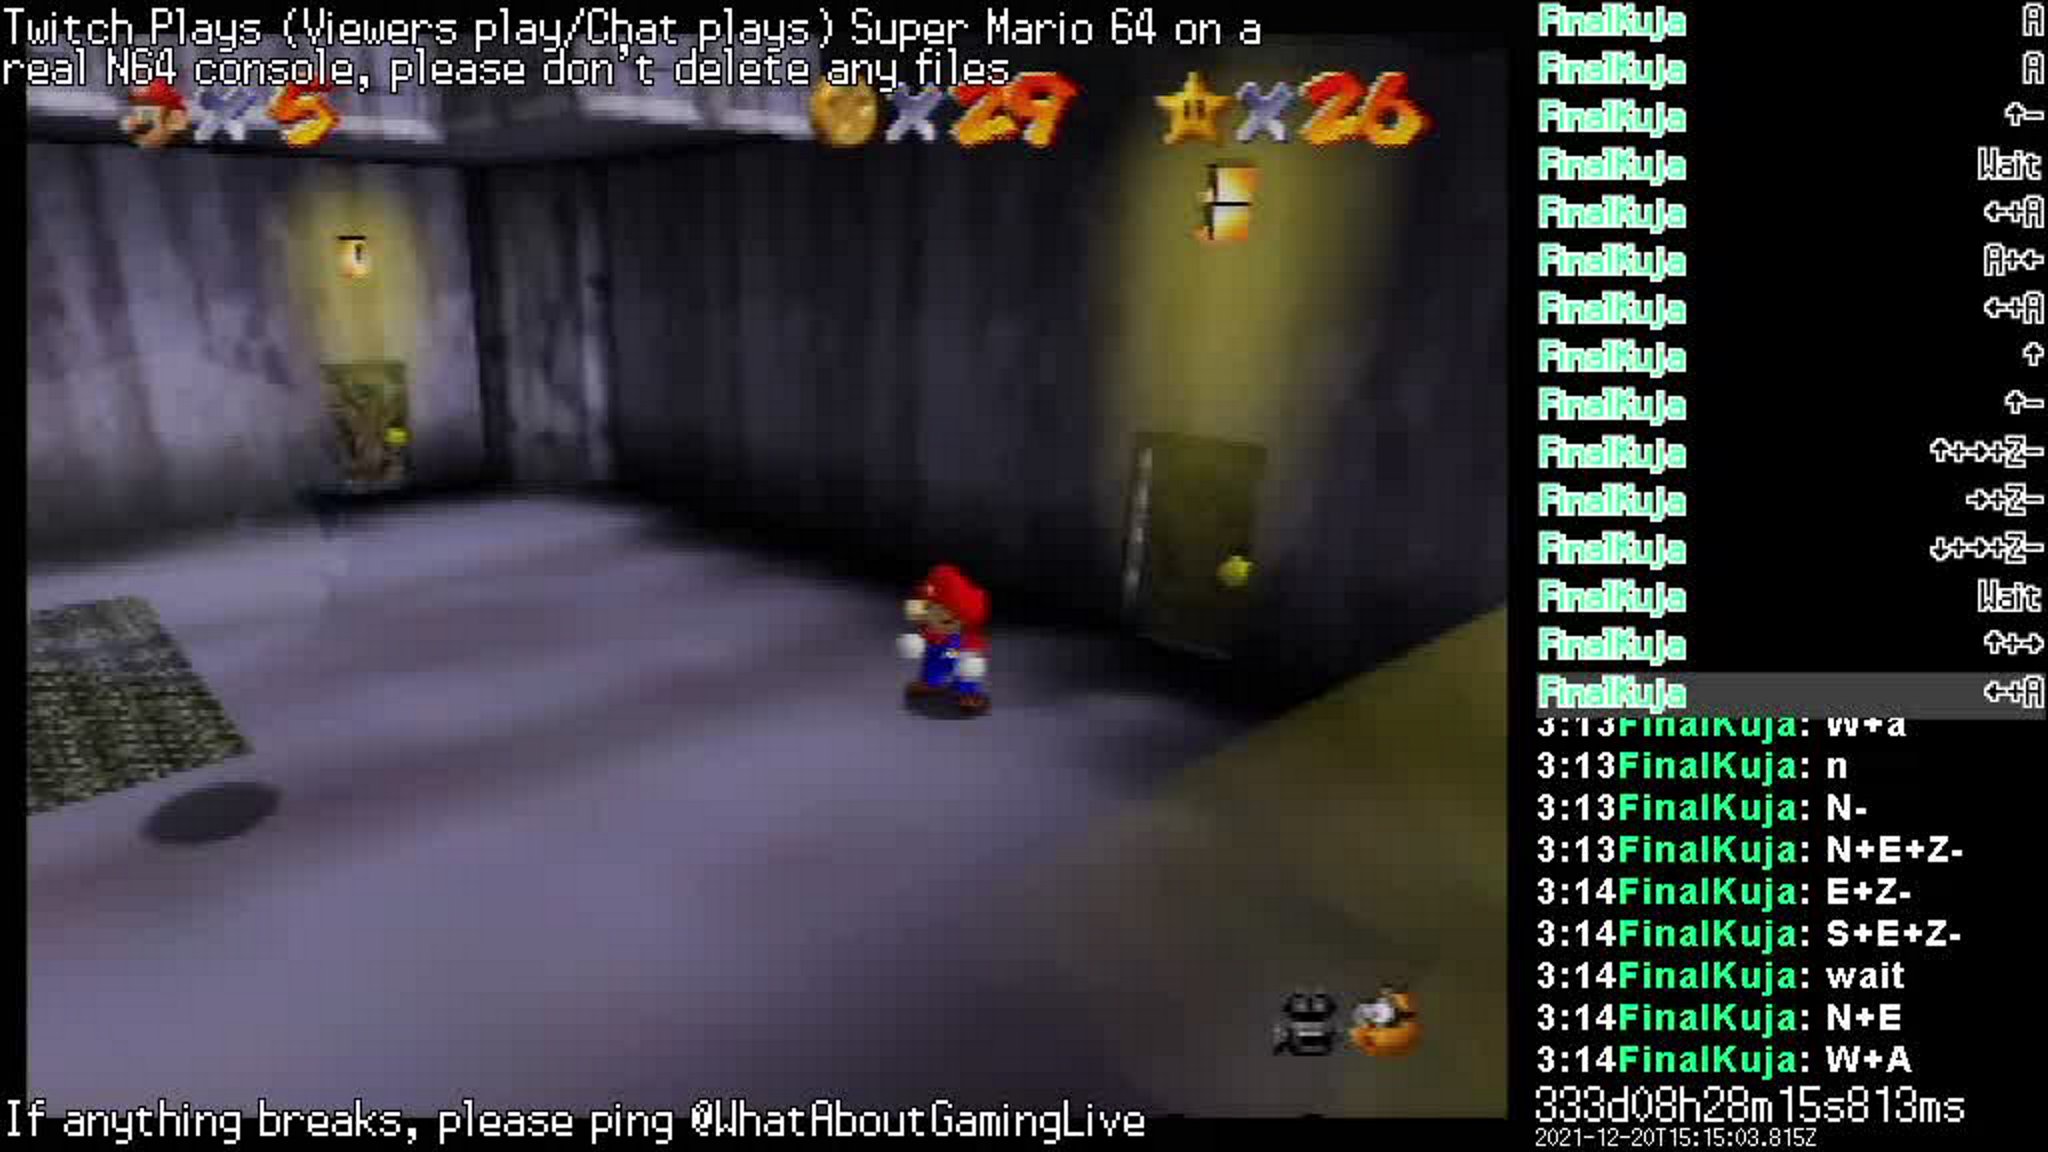 Twitch Plays (Viewers play/Chat plays) Super Mario 64 on a
real N64 console, please don't delete any files
× 5
× 29
× 26
FinalKuja A
FinalKuja A
FinalKuja ↑-
FinalKuja Wait
FinalKuja ←+A
FinalKuja A+←
FinalKuja ←+A
FinalKuja ↑
FinalKuja ↑-
FinalKuja ↑+→+Z-
FinalKuja →+Z-
FinalKuja ↓+→+Z-
FinalKuja Wait
FinalKuja ↑+→
FinalKuja ←+A
3:13FinalKuja: W+a
3:13FinalKuja: n
3:13FinalKuja: N-
3:13FinalKuja: N+E+Z-
3:14FinalKuja: E+Z-
3:14FinalKuja: S+E+Z-
3:14FinalKuja: wait
3:14FinalKuja: N+E
3:14FinalKuja: W+A
If anything breaks, please ping @WhatAboutGamingLive
333d08h28m15s813ms
2021-12-20T15:15:03.815Z